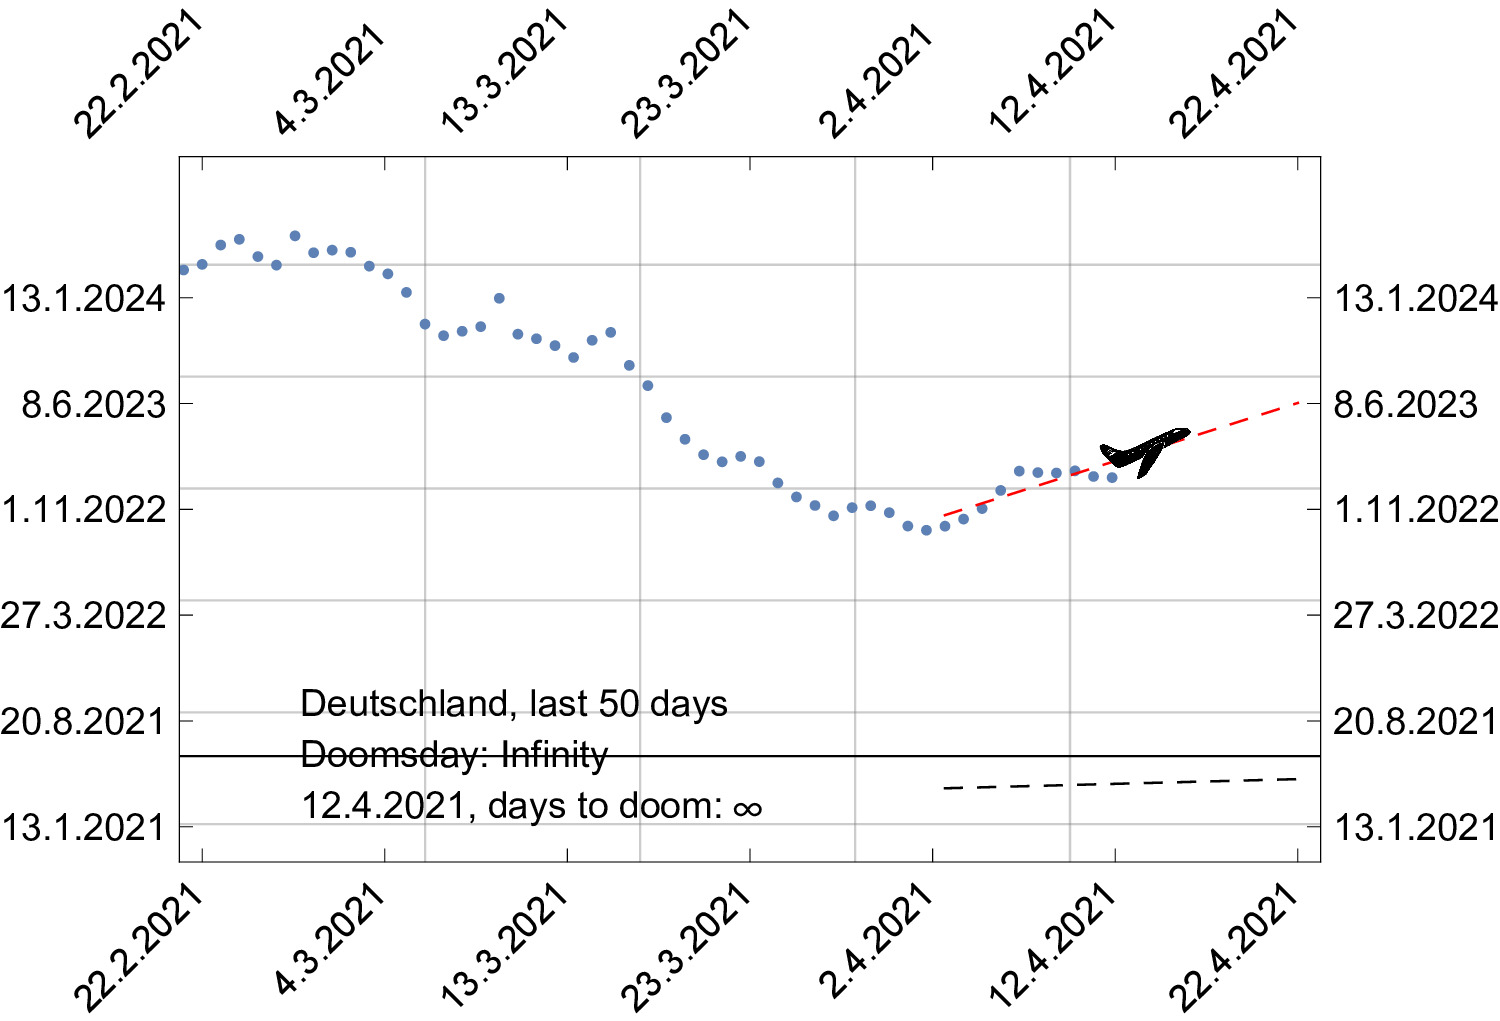 22.2.2021 4.3.2021 13.3.2021 23.3.2021 2.4.2021 12.4.2021 22.4.2021
13.1.2024 13.1.2024
8.6.2023 8.6.2023
1.11.2022 1.11.2022
27.3.2022 27.3.2022
Deutschland, last 50 days
20.8.2021 20.8.2021
Doomsday: Infinity
12.4.2021, days to doom: ∞
13.1.2021 13.1.2021
22.2.2021 4.3.2021 13.3.2021 23.3.2021 2.4.2021 12.4.2021 22.4.2021